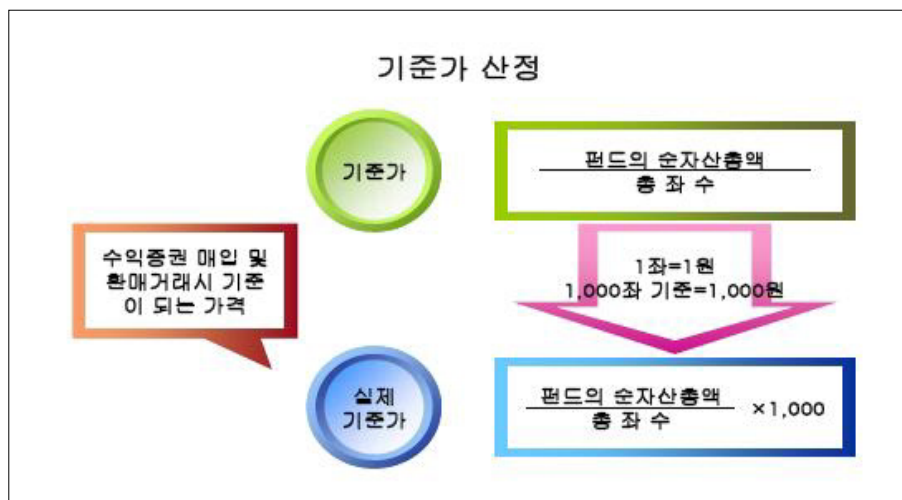 기준가 산정
기준가
펀드의 순자산총액
총 좌 수
수익증권 매입 및
환매거래시 기준
이 되는 가격
1좌=1원
1,000좌 기준=1,000원
실제
기준가
펀드의 순자산총액
총 좌 수
×1,000